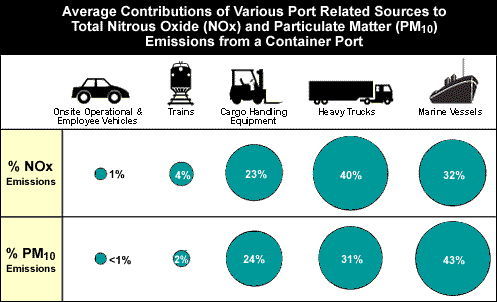 Average Contributions of Various Port Related Sources to
Total Nitrous Oxide (NOx) and Particulate Matter (PM10)
Emissions from a Container Port
Onsite Operational &
Employee Vehicles
Trains
Cargo Handling
Equipment
Heavy Trucks
Marine Vessels
% NOx
Emissions
1%
4%
23%
40%
32%
% PM10
Emissions
<1%
2%
24%
31%
43%